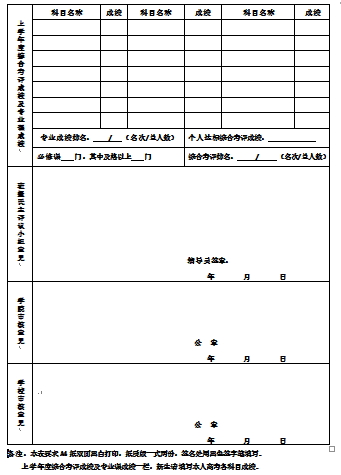 科目名称 成绩 科目名称 成绩 科目名称 成绩
上学年度综合考评成绩及专业课成绩
专业成绩排名： / （名次/总人数） 个人达标综合考评成绩：
必修课 门，其中及格以上 门 综合考评排名： / （名次/总人数）
班级民主评议小组意见
辅导员签章：
年 月 日
学院审核意见
公 章
年 月 日
学校审核意见
公 章
年 月 日
备注：本表要求A4纸双面黑白打印，纸质版一式两份，签名处用黑色签字笔填写。
上学年度综合考评成绩及专业课成绩一栏，新生请填写本人高考各科目成绩。